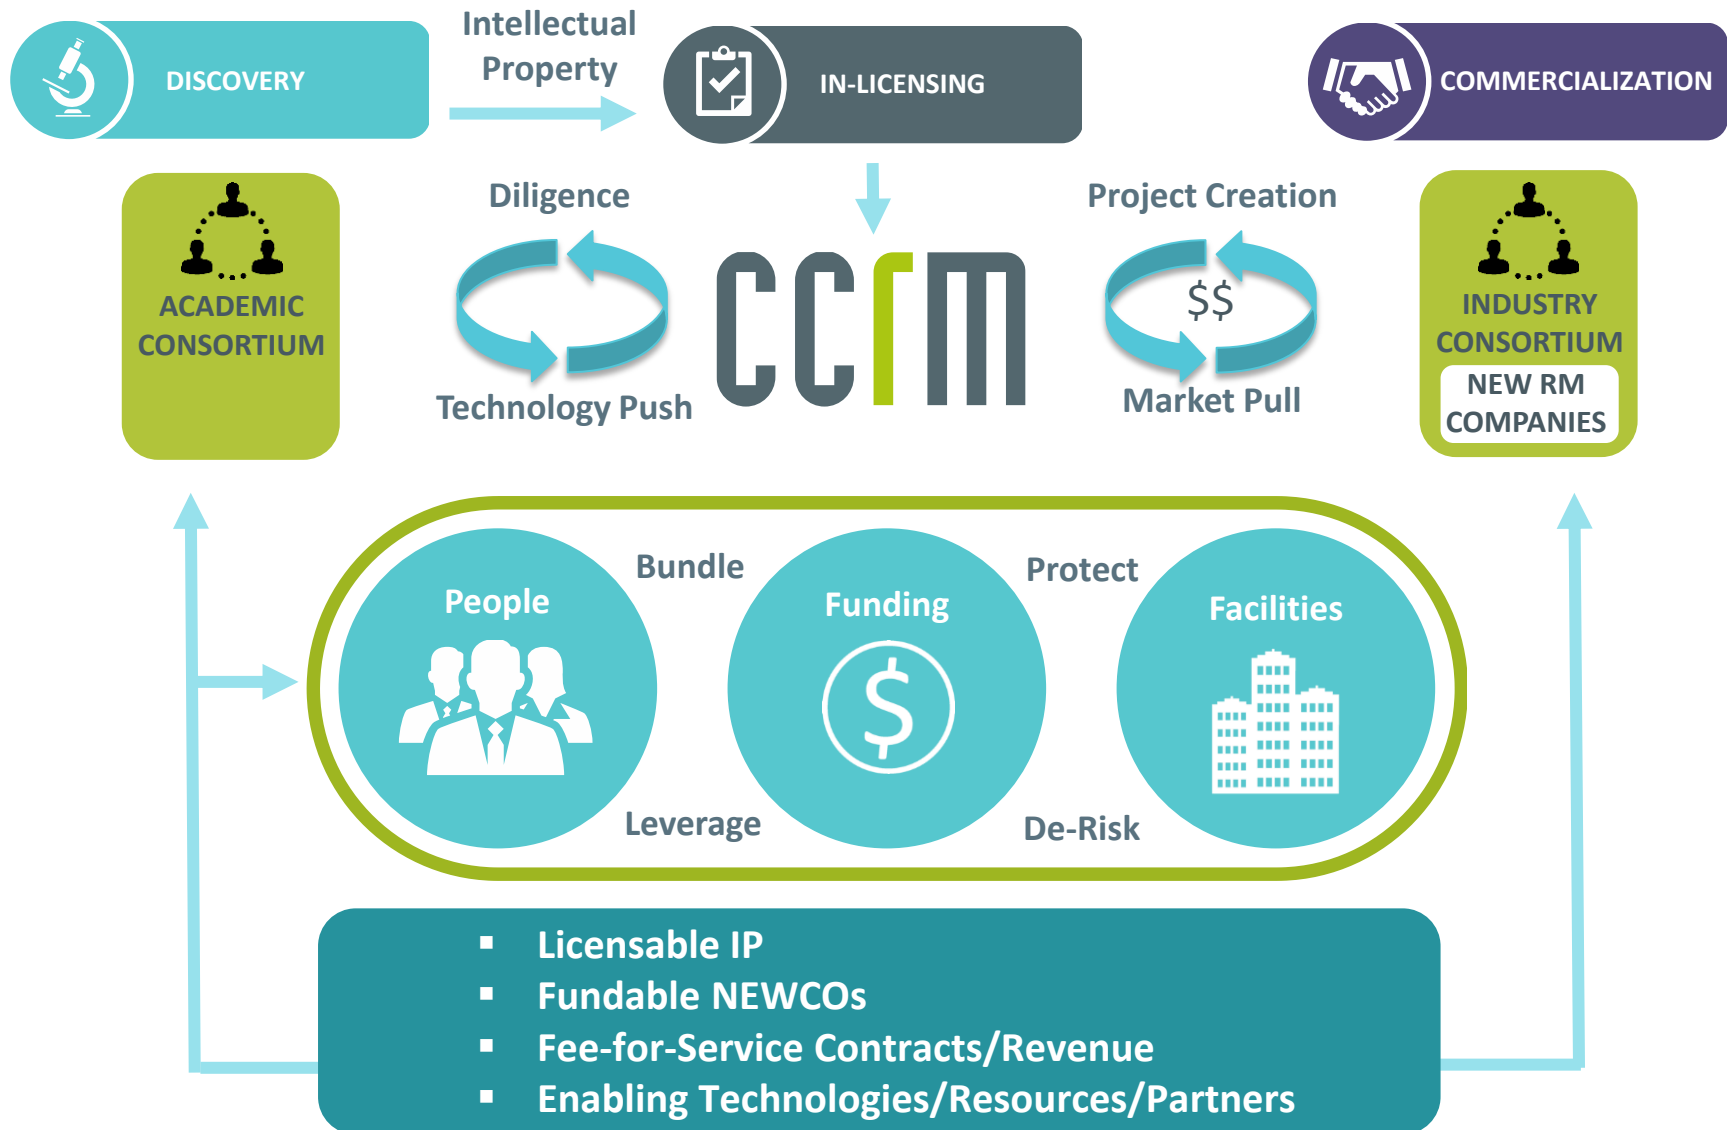 DISCOVERY
Intellectual
Property
IN-LICENSING
COMMERCIALIZATION
ACADEMIC
CONSORTIUM
Diligence
Technology Push
ccrm
Project Creation
$$
Market Pull
INDUSTRY
CONSORTIUM
NEW RM
COMPANIES
People
Bundle
Leverage
Funding
$
Protect
De-Risk
Facilities
▪ Licensable IP
▪ Fundable NEWCOs
▪ Fee-for-Service Contracts/Revenue
▪ Enabling Technologies/Resources/Partners